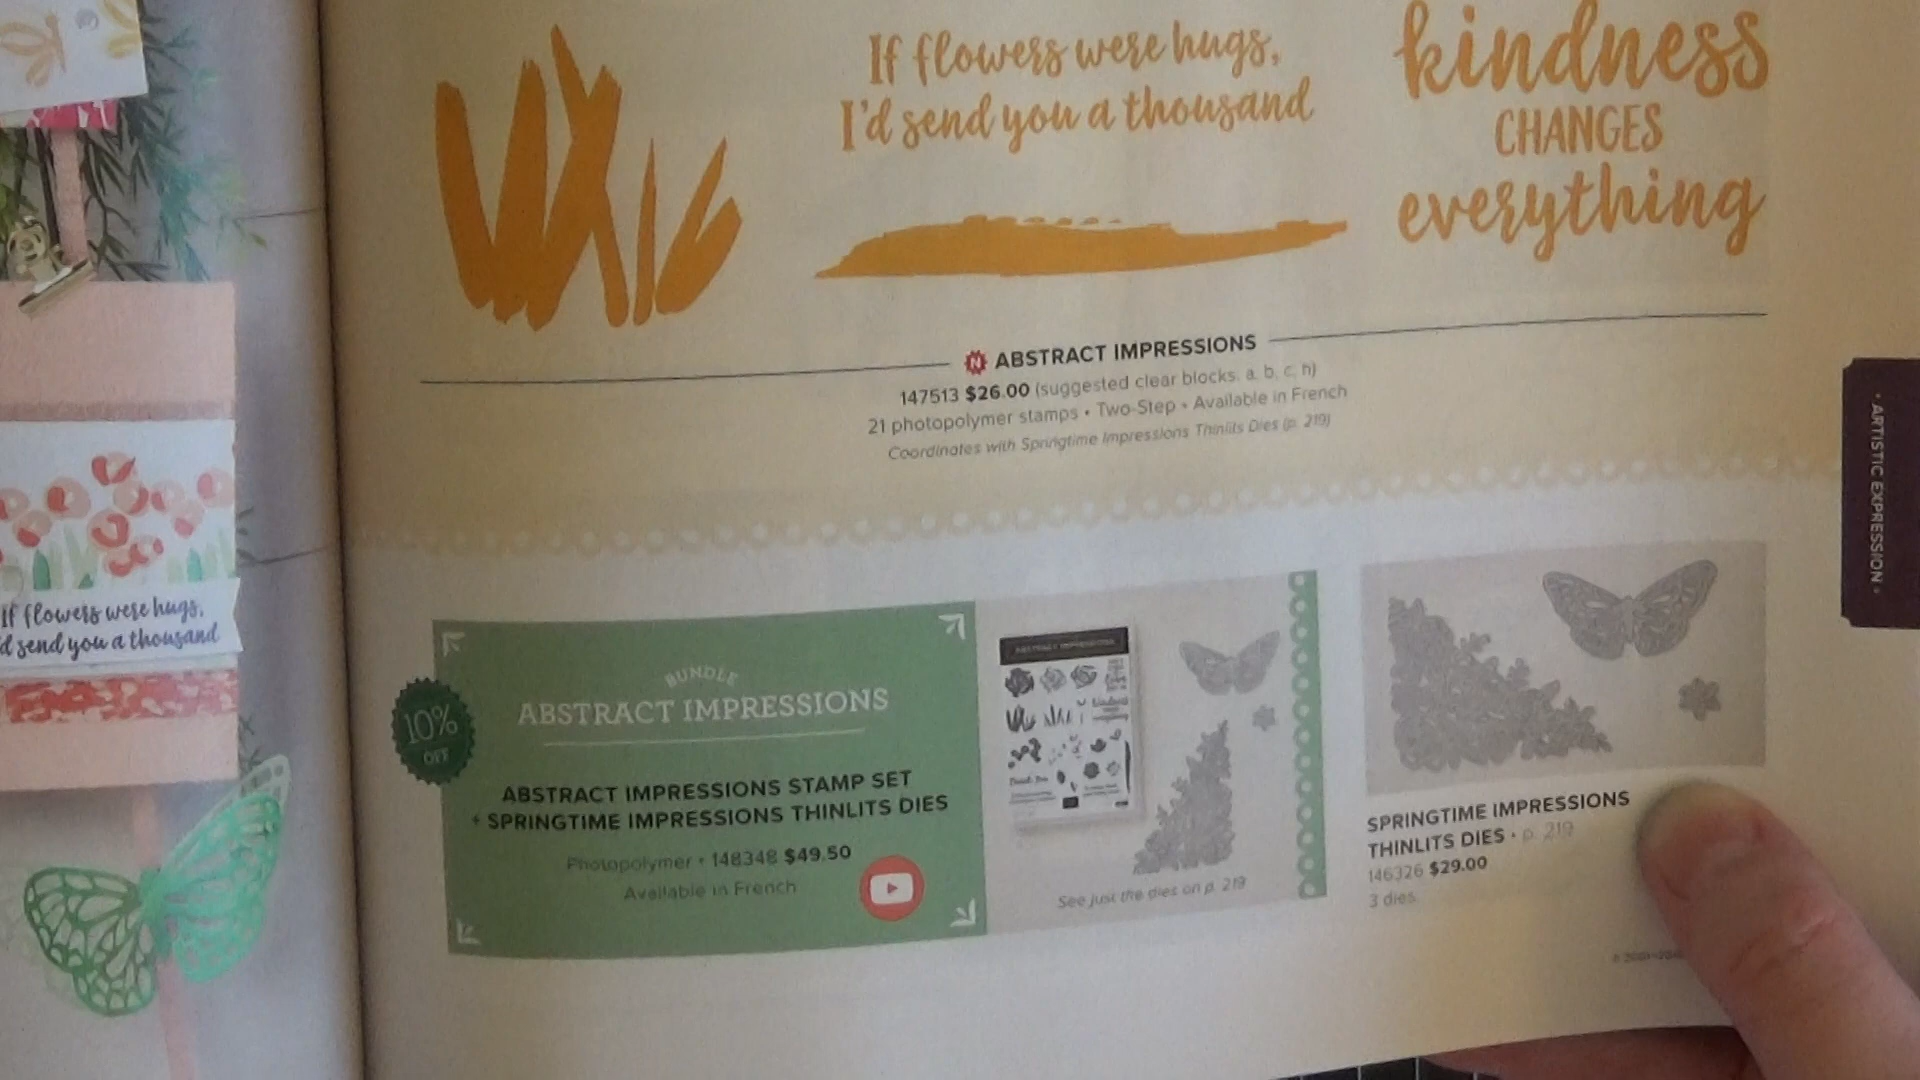 If flowers were hugs,
I'd send you a thousand
kindness
CHANGES
everything
N ABSTRACT IMPRESSIONS
147513 $26.00 (suggested clear blocks: a, b, c, h)
21 photopolymer stamps • Two-Step • Available in French
Coordinates with Springtime Impressions Thinlits Dies (p. 219)
• ARTISTIC EXPRESSION •
If flowers were hugs,
'd send you a thousand
10%
OFF
BUNDLE
ABSTRACT IMPRESSIONS
ABSTRACT IMPRESSIONS STAMP SET
+ SPRINGTIME IMPRESSIONS THINLITS DIES
Photopolymer • 148348 $49.50
Available in French
ABSTRACT IMPRESSIONS
See just the dies on p. 219
SPRINGTIME IMPRESSIONS
THINLITS DIES • p. 219
146326 $29.00
3 dies